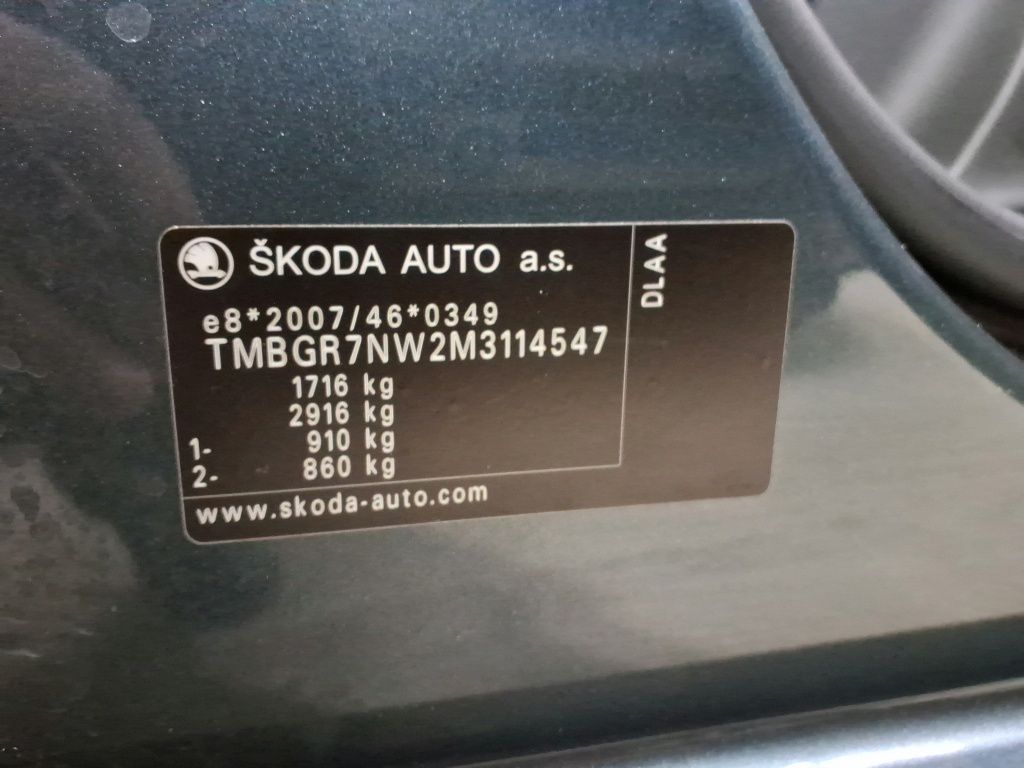 ŠKODA AUTO a.s.
e8*2007/46*0349
TMBGR7NW2M3114547
1716 kg
2916 kg
1- 910 kg
2- 860 kg
www.skoda-auto.com
DLAA